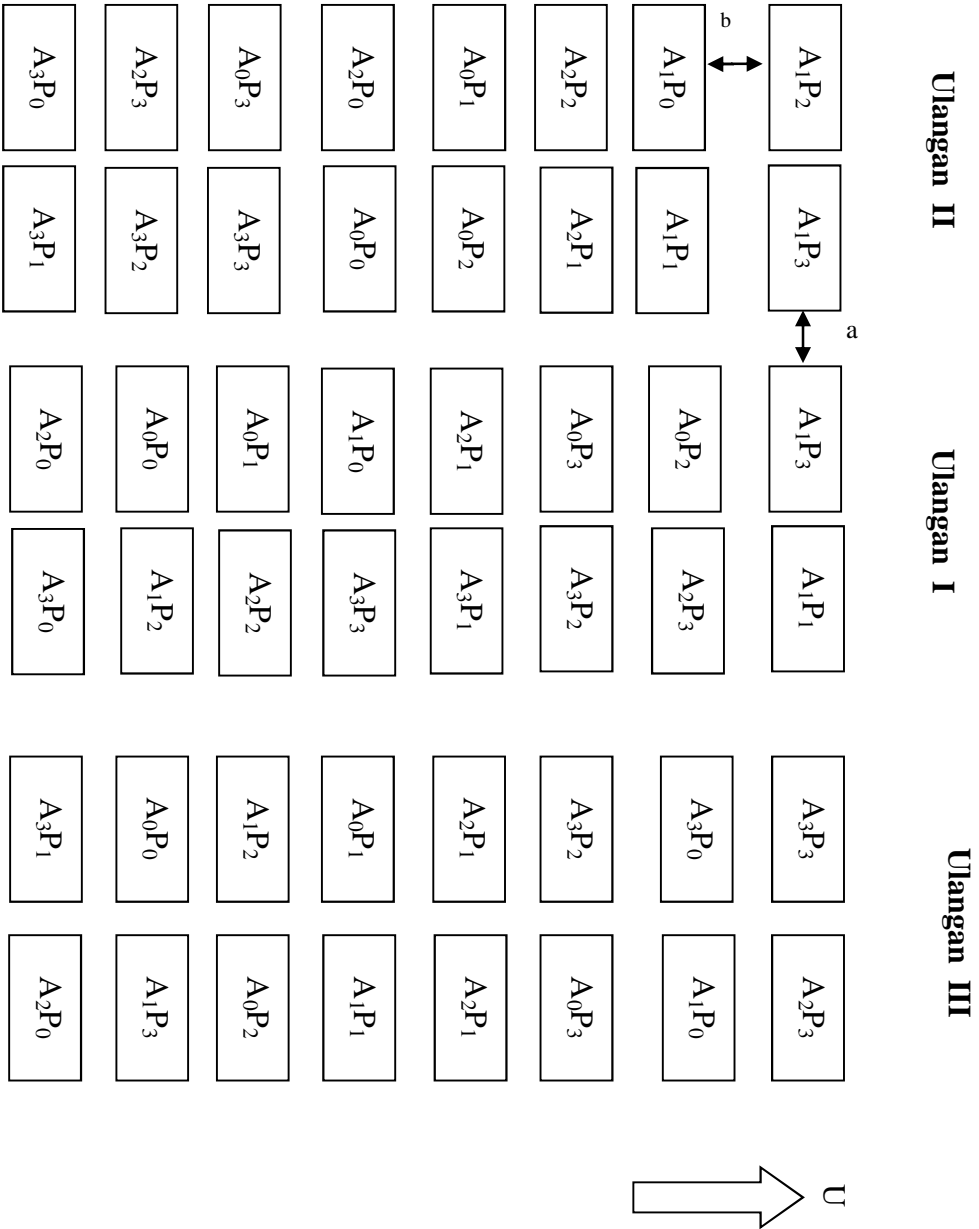 Ulangan II Ulangan I Ulangan III
a U
A₁P₂ A₁P₃ A₁P₃ A₁P₁ A₃P₃ A₂P₃
b
A₁P₀ A₁P₁ A₀P₂ A₂P₃ A₃P₀ A₁P₀
A₂P₂ A₂P₁ A₀P₃ A₃P₂ A₃P₂ A₀P₃
A₀P₁ A₀P₂ A₂P₁ A₃P₁ A₂P₁ A₂P₁
A₂P₀ A₀P₀ A₁P₀ A₃P₃ A₀P₁ A₁P₁
A₀P₃ A₃P₃ A₀P₁ A₂P₂ A₁P₂ A₀P₂
A₂P₃ A₃P₂ A₀P₀ A₁P₂ A₀P₀ A₁P₃
A₃P₀ A₃P₁ A₂P₀ A₃P₀ A₃P₁ A₂P₀